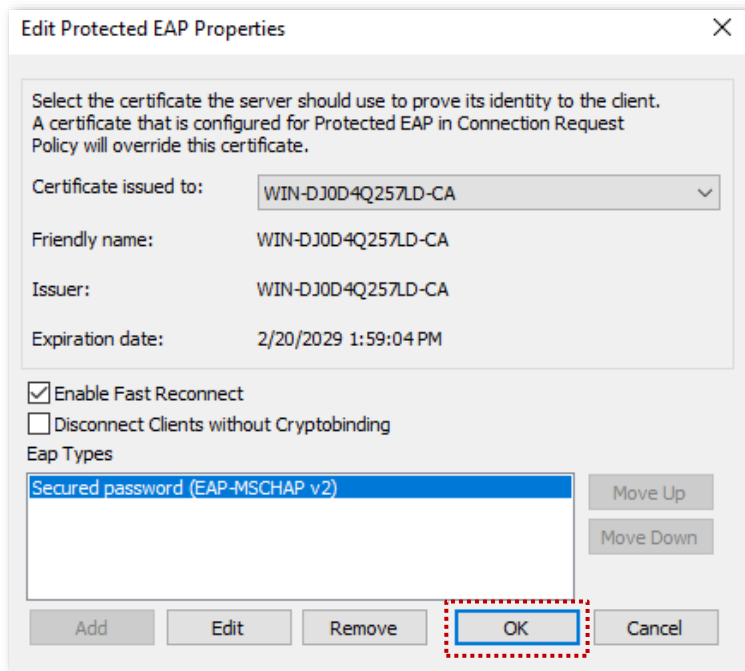 Edit Protected EAP Properties
Select the certificate the server should use to prove its identity to the client.
A certificate that is configured for Protected EAP in Connection Request
Policy will override this certificate.
Certificate issued to: WIN-DJ0D4Q257LD-CA
Friendly name: WIN-DJ0D4Q257LD-CA
Issuer: WIN-DJ0D4Q257LD-CA
Expiration date: 2/20/2029 1:59:04 PM
Enable Fast Reconnect
Disconnect Clients without Cryptobinding
Eap Types
Secured password (EAP-MSCHAP v2)
Move Up
Move Down
Add Edit Remove OK Cancel